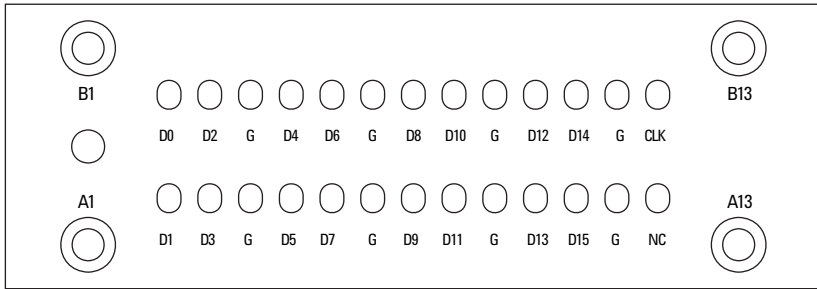 B1 B13
D0 D2 G D4 D6 G D8 D10 G D12 D14 G CLK
A1 A13
D1 D3 G D5 D7 G D9 D11 G D13 D15 G NC